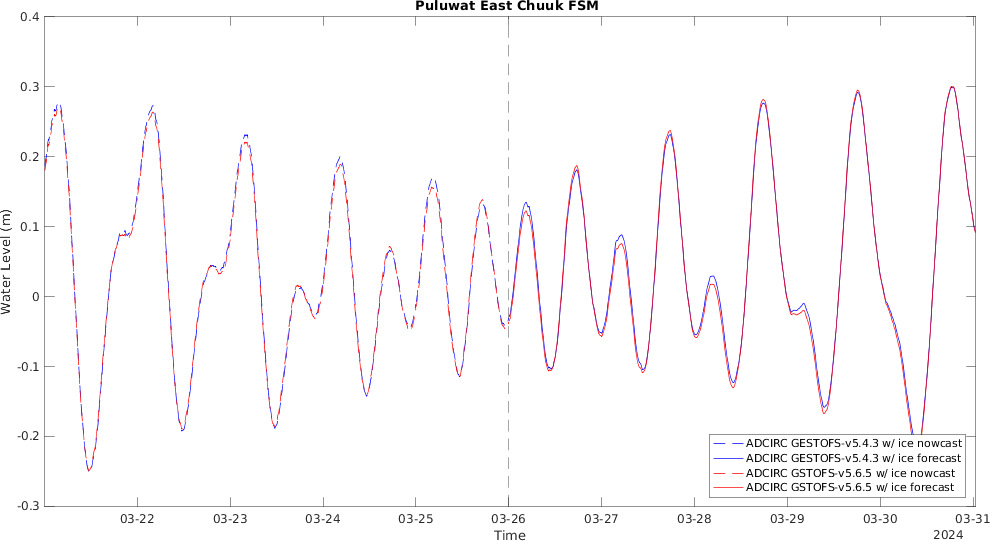 Puluwat East Chuuk FSM
0.4
0.3
0.2
0.1
0
-0.1
-0.2
-0.3
Water Level (m)
ADCIRC GESTOFS-v5.4.3 w/ ice nowcast
ADCIRC GESTOFS-v5.4.3 w/ ice forecast
ADCIRC GSTOFS-v5.6.5 w/ ice nowcast
ADCIRC GSTOFS-v5.6.5 w/ ice forecast
03-22 03-23 03-24 03-25 03-26 03-27 03-28 03-29 03-30 03-31
Time
2024